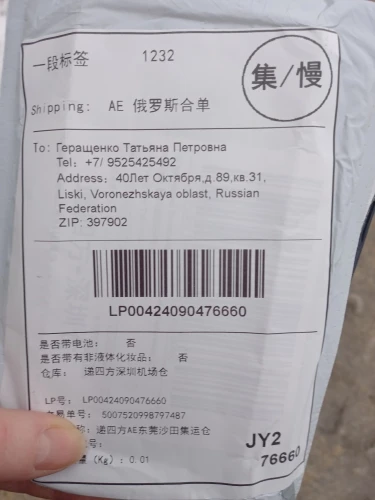 一段标签 1232
集/慢
Shipping: AE 俄罗斯合单
To: Геращенко Татьяна Петровна
Tel: +7/ 9525425492
Address: 40Лет Октября,д.89,кв.31,
Liski, Voronezhskaya oblast, Russian
Federation
ZIP: 397902
LP00424090476660
是否带电池: 否
是否带有非液体化妆品: 否
仓库: 递四方深圳机场仓
LP号: LP00424090476660
易单号: 5007520998797487
称: 递四方AE东莞沙田集运仓
号:
量(Kg): 0.01
JY2
76660